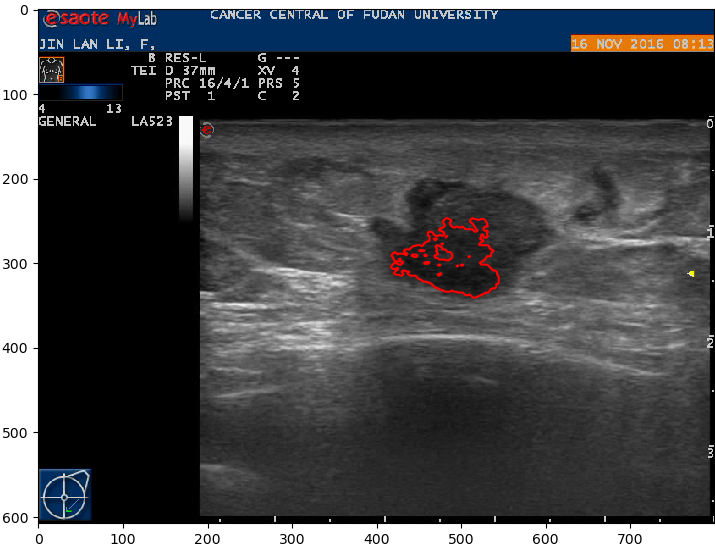 esaote MyLab
CANCER CENTRAL OF FUDAN UNIVERSITY
JIN LAN LI, F,
16 NOV 2016 08:13
B RES-L G ---
TEI D 37mm XV 4
PRC 16/4/1 PRS 5
PST 1 C 2
4 13
GENERAL LA523
0
1
2
3
0
100
200
300
400
500
600
0 100 200 300 400 500 600 700